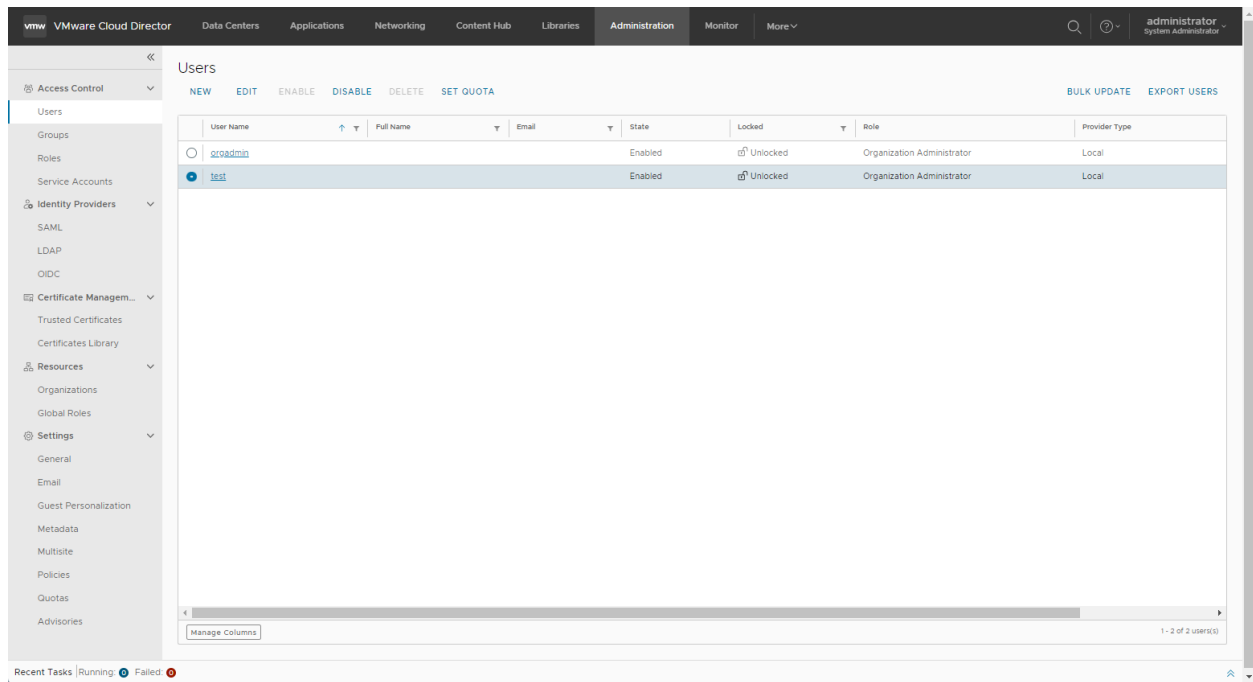 vmw VMware Cloud Director Data Centers Applications Networking Content Hub Libraries Administration Monitor More administrator
System Administrator
Users
NEW EDIT ENABLE DISABLE DELETE SET QUOTA BULK UPDATE EXPORT USERS
Access Control
Users
Groups
Roles
Service Accounts
Identity Providers
SAML
LDAP
OIDC
Certificate Managem...
Trusted Certificates
Certificates Library
Resources
Organizations
Global Roles
Settings
General
Email
Guest Personalization
Metadata
Multisite
Policies
Quotas
Advisories
User Name Full Name Email State Locked Role Provider Type
orgadmin Enabled Unlocked Organization Administrator Local
test Enabled Unlocked Organization Administrator Local
Manage Columns 1 - 2 of 2 users(s)
Recent Tasks Running: 0 Failed: 0